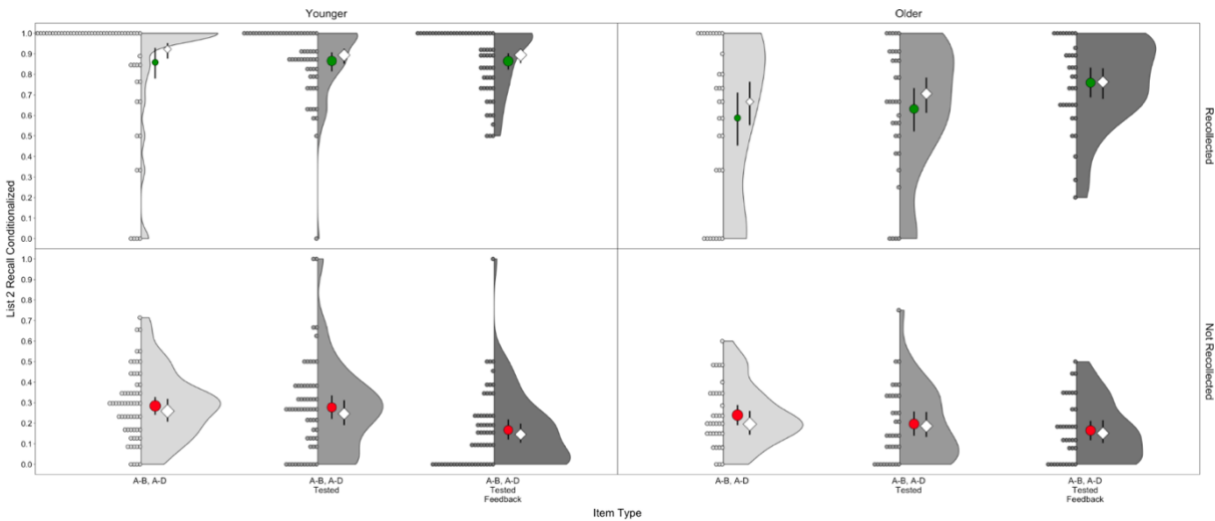 Younger
Older
List 2 Recall Conditionalized
1.0
0.9
0.8
0.7
0.6
0.5
0.4
0.3
0.2
0.1
0.0
Recollected
1.0
0.9
0.8
0.7
0.6
0.5
0.4
0.3
0.2
0.1
0.0
Not Recollected
A-B, A-D
A-B, A-D
Tested
A-B, A-D
Tested
Feedback
A-B, A-D
A-B, A-D
Tested
A-B, A-D
Tested
Feedback
Item Type